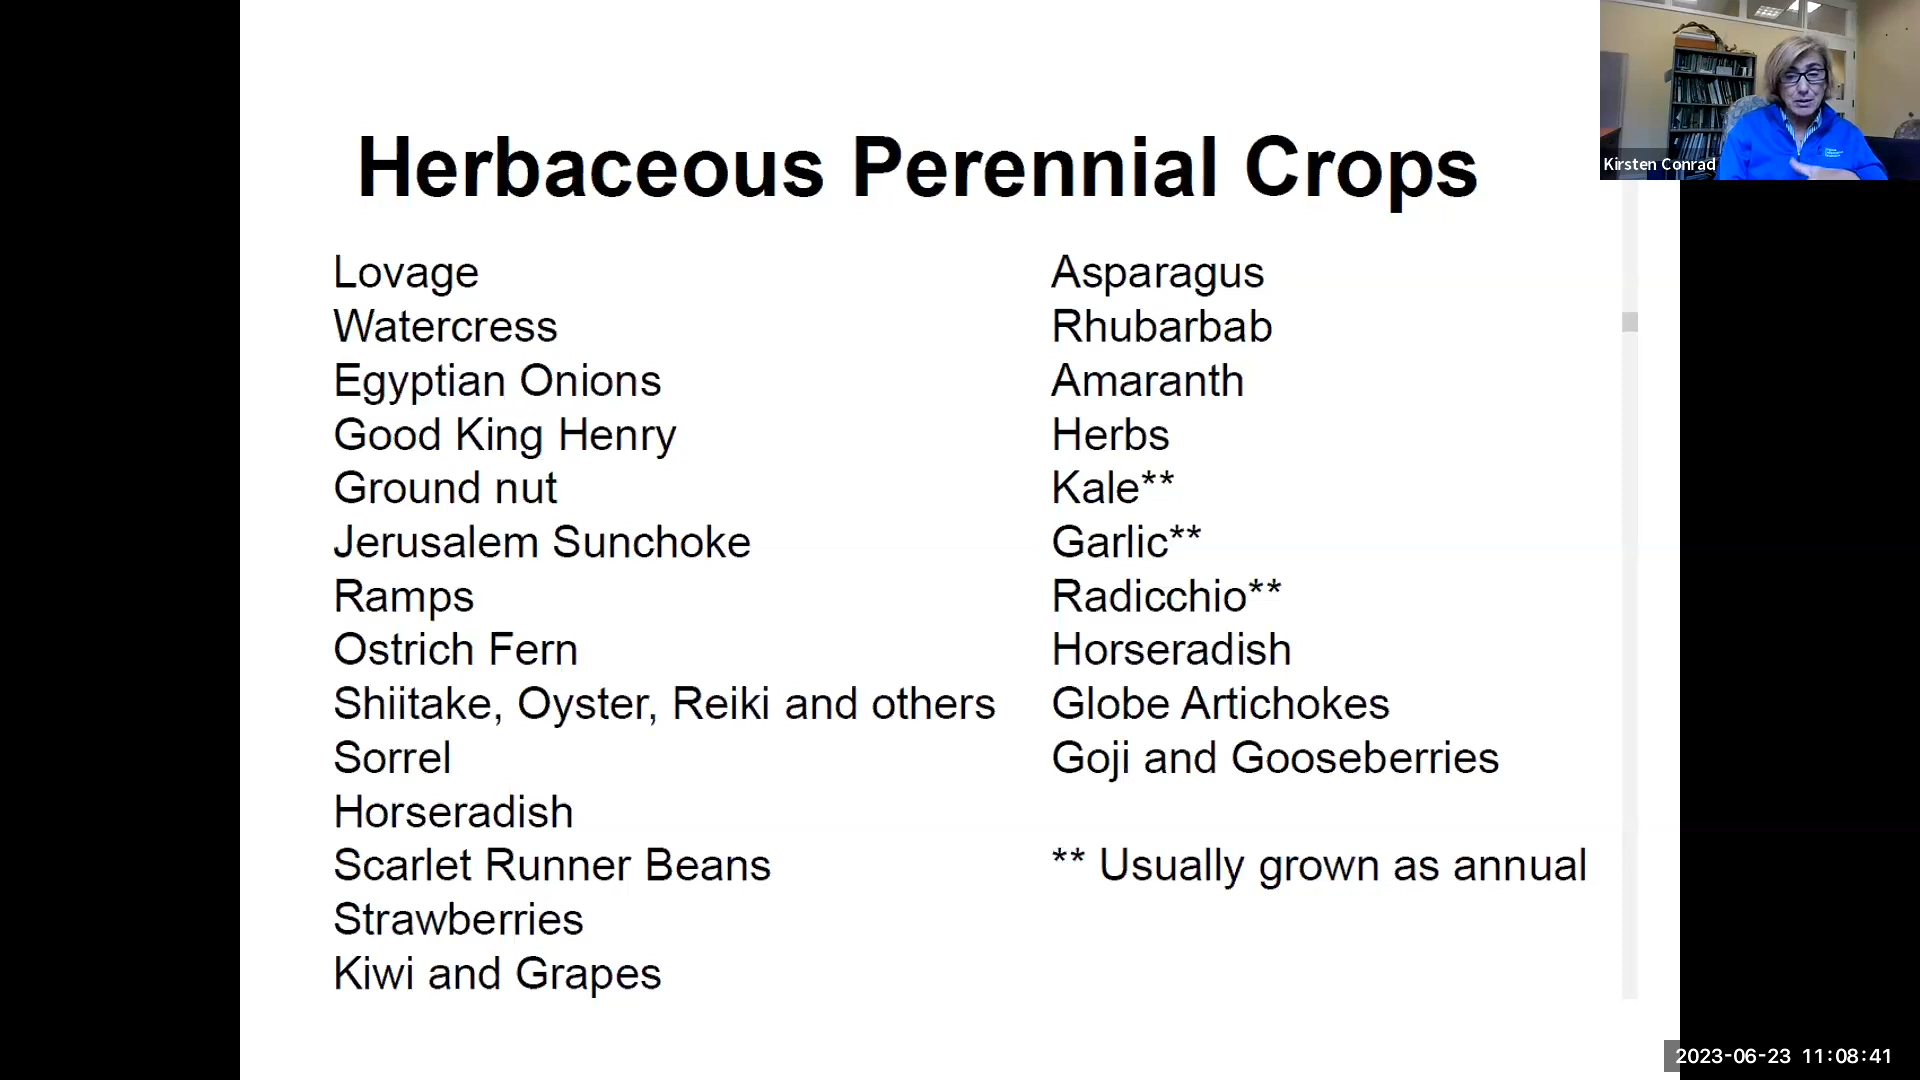 Herbaceous Perennial Crops
Lovage
Watercress
Egyptian Onions
Good King Henry
Ground nut
Jerusalem Sunchoke
Ramps
Ostrich Fern
Shiitake, Oyster, Reiki and others
Sorrel
Horseradish
Scarlet Runner Beans
Strawberries
Kiwi and Grapes
Asparagus
Rhubarbab
Amaranth
Herbs
Kale**
Garlic**
Radicchio**
Horseradish
Globe Artichokes
Goji and Gooseberries
** Usually grown as annual
Kirsten Conrad
2023-06-23 11:08:41